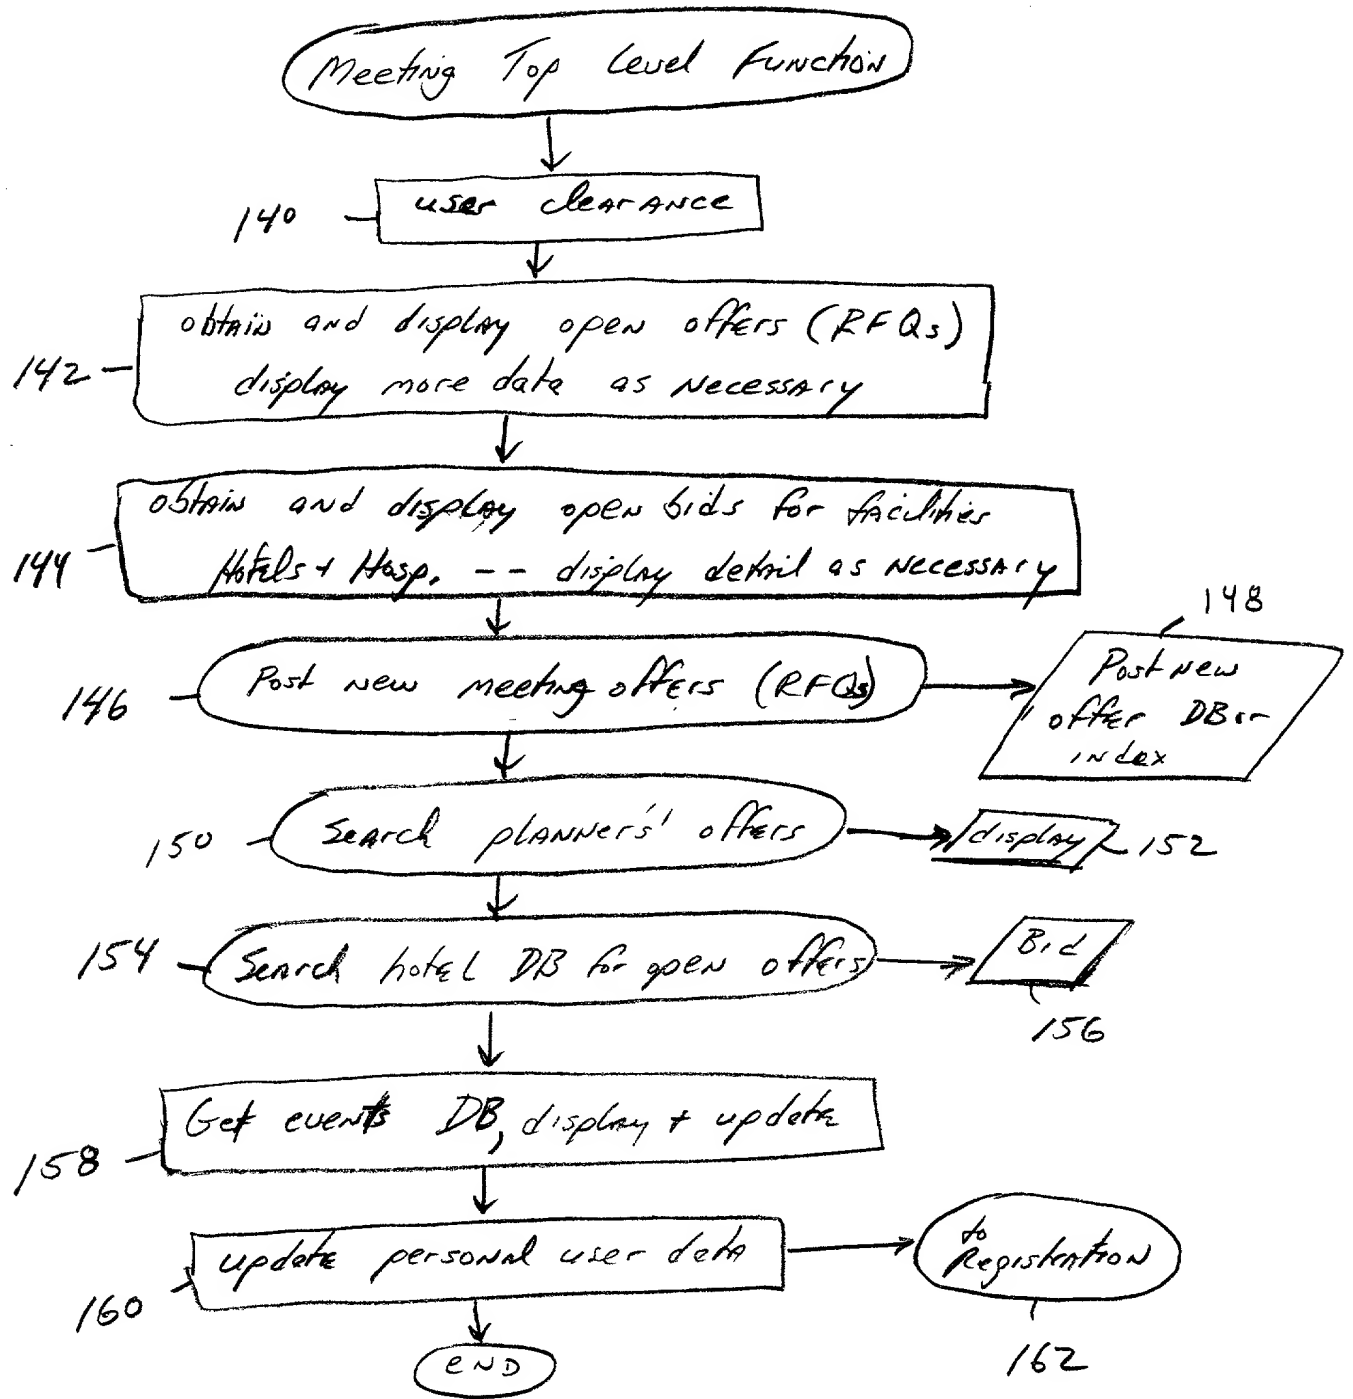 Meeting Top Level Function
140
user clearance
obtain and display open offers (RFQs)
142
display more data as necessary
obtain and display open bids for facilities
144
Hotels + Hosp. -- display detail as necessary
148
146
Post new meeting offers (RFQs)
Post new
offer DB or
index
150
Search planners' offers
display
152
154
Search hotel DB for open offers
Bid
156
Get events DB, display + update
158
update personal user data
to
Registration
160
162
END